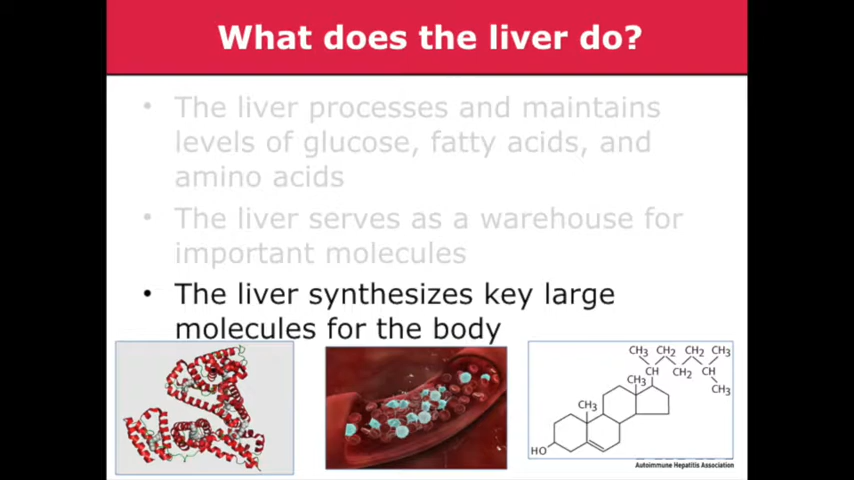 What does the liver do?
• The liver processes and maintains
levels of glucose, fatty acids, and
amino acids
• The liver serves as a warehouse for
important molecules
• The liver synthesizes key large
molecules for the body
CH3 CH2 CH2 CH3
CH CH2 CH
CH3 CH3
CH3
HO
Autoimmune Hepatitis Association